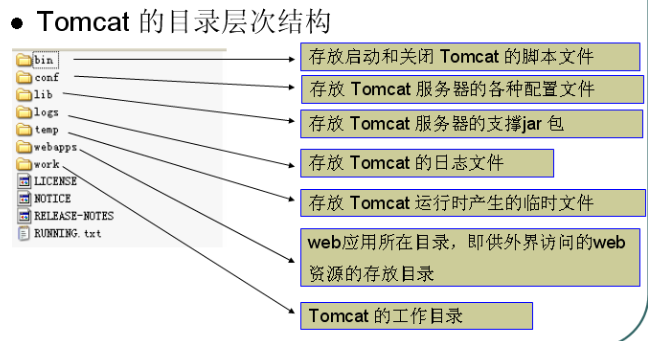 ● Tomcat 的目录层次结构
bin
conf
lib
logs
temp
webapps
work
LICENSE
NOTICE
RELEASE-NOTES
RUNNING.txt
存放启动和关闭 Tomcat 的脚本文件
存放 Tomcat 服务器的各种配置文件
存放 Tomcat 服务器的支撑jar 包
存放 Tomcat 的日志文件
存放 Tomcat 运行时产生的临时文件
web应用所在目录，即供外界访问的web
资源的存放目录
Tomcat 的工作目录